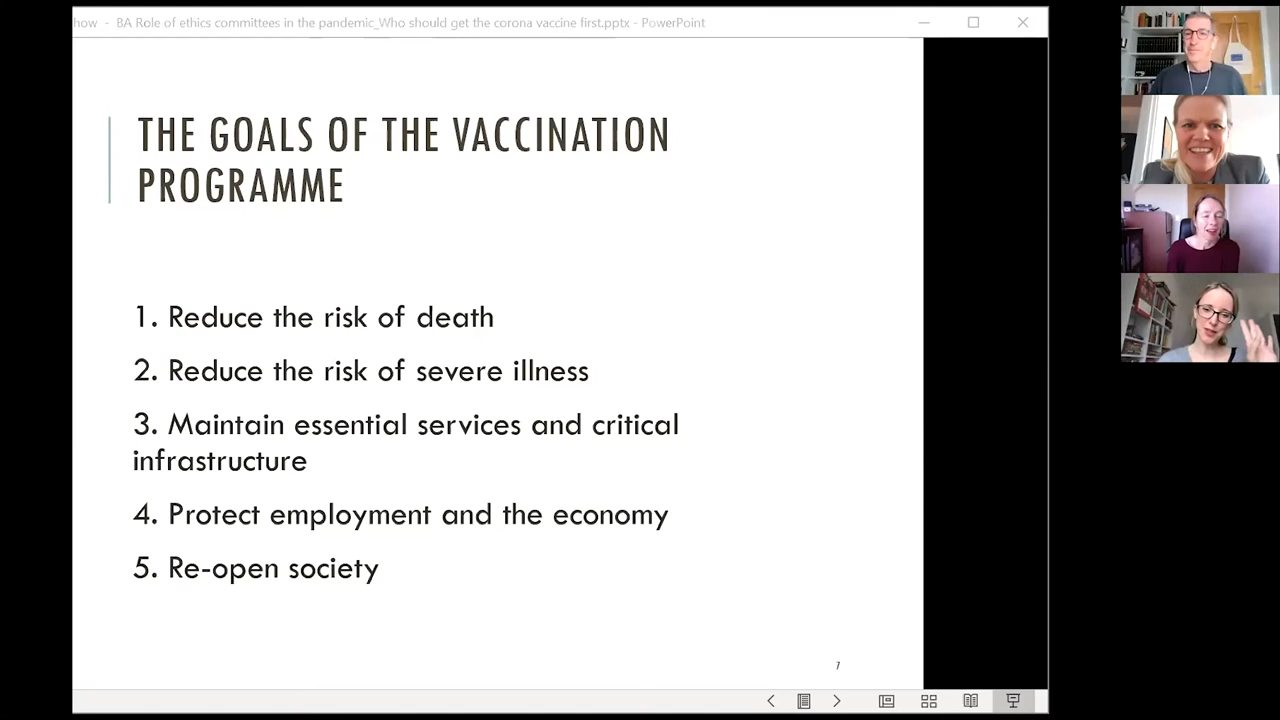 how - BA Role of ethics committees in the pandemic_Who should get the corona vaccine first.pptx - PowerPoint
THE GOALS OF THE VACCINATION
PROGRAMME
1. Reduce the risk of death
2. Reduce the risk of severe illness
3. Maintain essential services and critical
infrastructure
4. Protect employment and the economy
5. Re-open society
7